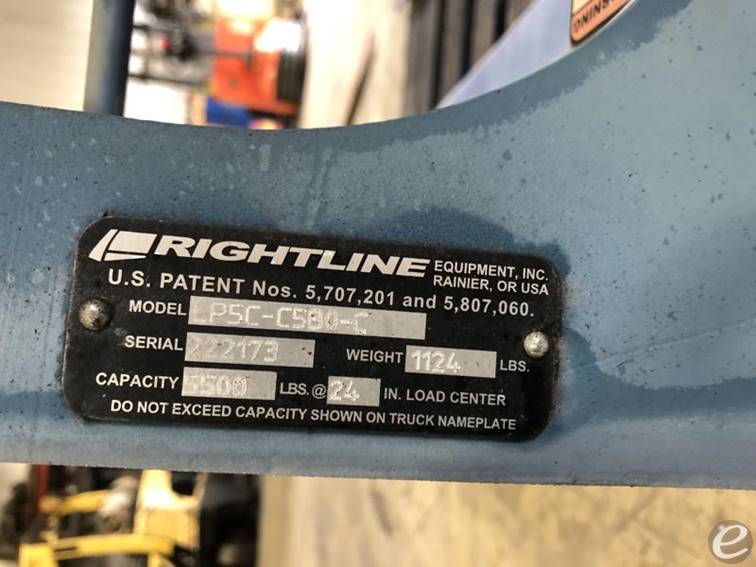 RIGHTLINE EQUIPMENT, INC.
RAINIER, OR USA
U.S. PATENT Nos. 5,707,201 and 5,807,060.
MODEL LP5C-C5B0-C
SERIAL 222173 WEIGHT 1124 LBS.
CAPACITY 5500 LBS. @ 24 IN. LOAD CENTER
DO NOT EXCEED CAPACITY SHOWN ON TRUCK NAMEPLATE
e